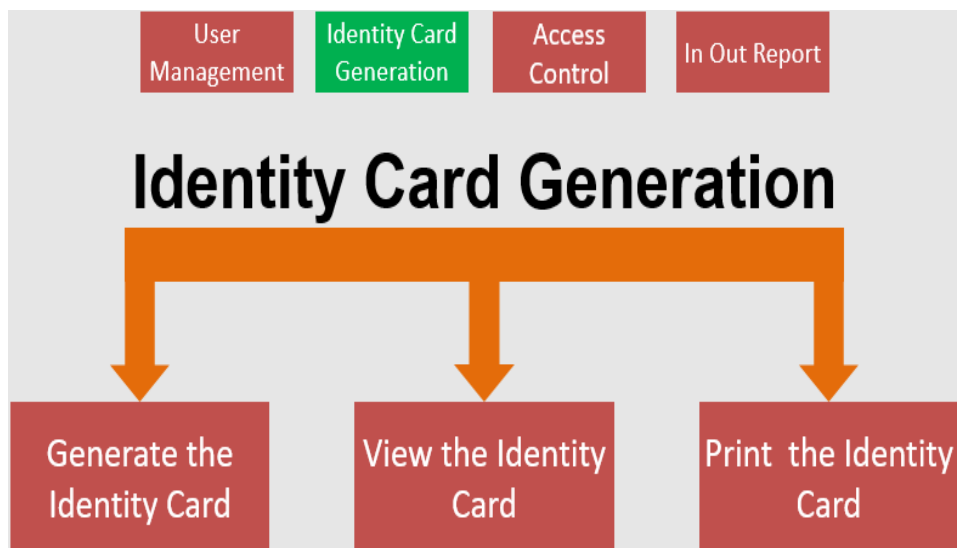 User
Management
Identity Card
Generation
Access
Control
In Out Report
Identity Card Generation
Generate the
Identity Card
View the Identity
Card
Print the Identity
Card